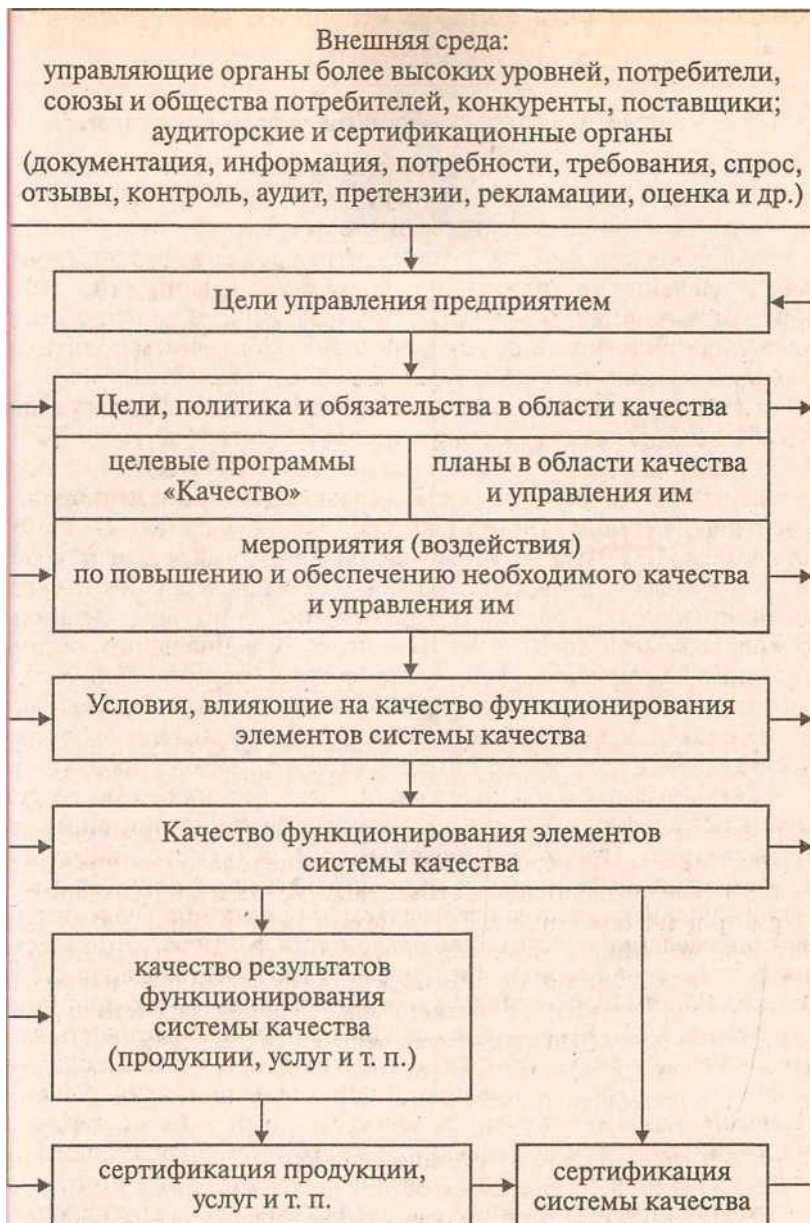 Внешняя среда:
управляющие органы более высоких уровней, потребители,
союзы и общества потребителей, конкуренты, поставщики;
аудиторские и сертификационные органы
(документация, информация, потребности, требования, спрос,
отзывы, контроль, аудит, претензии, рекламации, оценка и др.)
Цели управления предприятием
Цели, политика и обязательства в области качества
целевые программы
«Качество»
планы в области качества
и управления им
мероприятия (воздействия)
по повышению и обеспечению необходимого качества
и управления им
Условия, влияющие на качество функционирования
элементов системы качества
Качество функционирования элементов
системы качества
качество результатов
функционирования
системы качества
(продукции, услуг и т. п.)
сертификация продукции,
услуг и т. п.
сертификация
системы качества